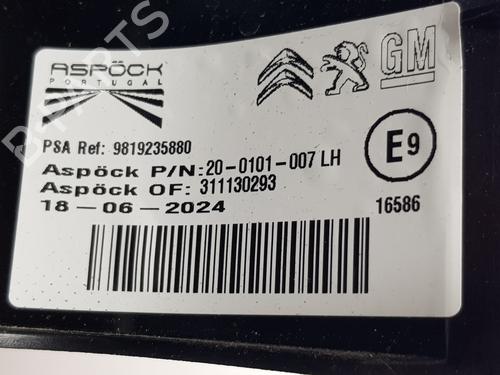 ASPÖCK
PORTUGAL
GM
PSA Ref: 9819235880
Aspöck P/N:20-0101-007 LH
Aspöck OF: 311130293
18-06-2024
E9
16586
B-PARTS